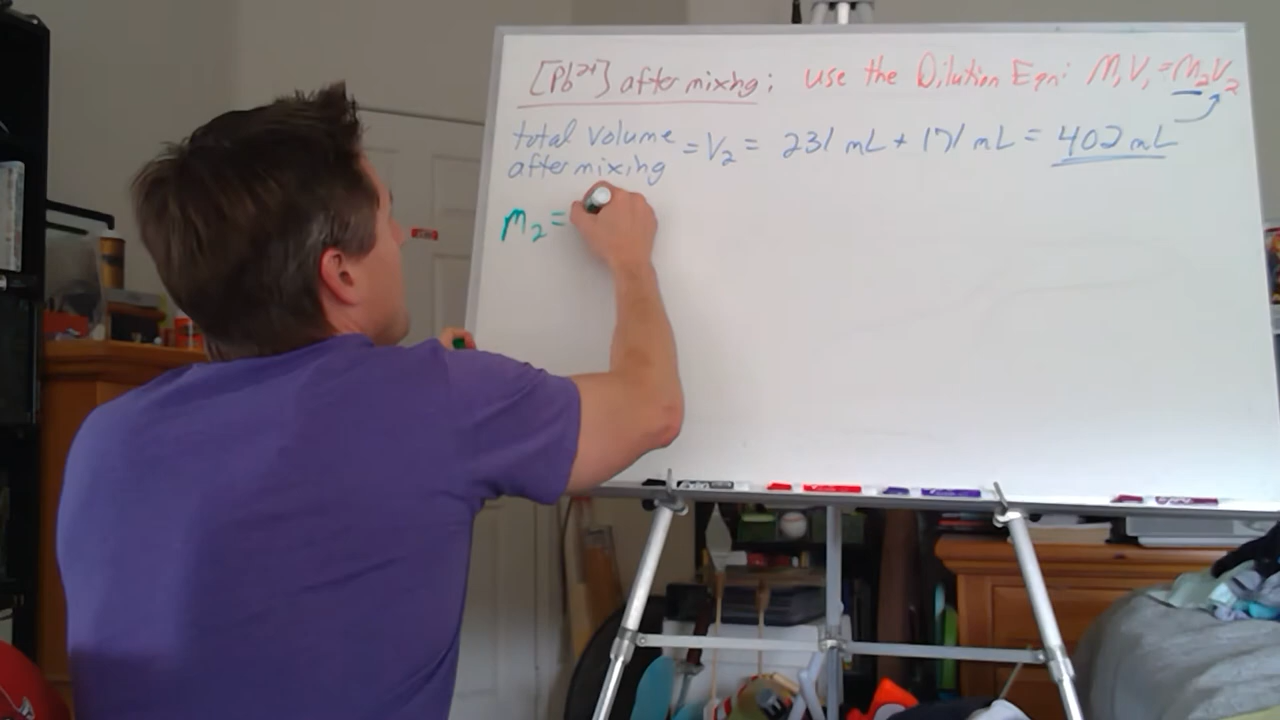 [Pb²⁺] after mixing: use the Dilution Eqn: M₁V₁ = M₂V₂
total volume after mixing = V₂ = 231 mL + 171 mL = 402 mL
M₂ =